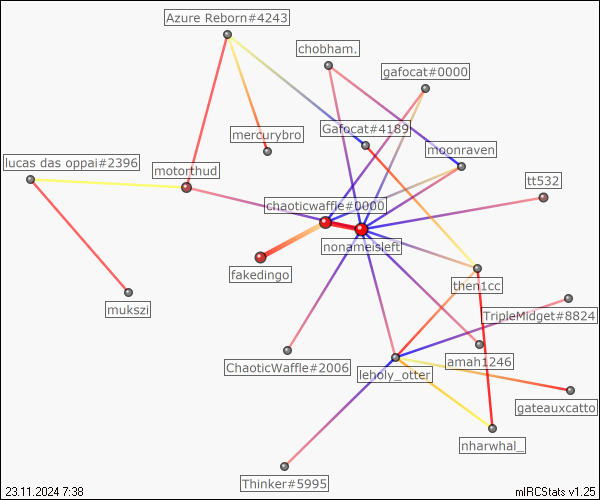 Azure Reborn#4243
chobham.
gafocat#0000
Gafocat#4189
mercurybro
moonraven
lucas das oppai#2396
motorthud
tt532
chaoticwaffle#0000
nonameisleft
fakedingo
then1cc
mukszi
TripleMidget#8824
ChaoticWaffle#2006
amah1246
leholy_otter
gateauxcatto
nharwhal_
Thinker#5995
23.11.2024 7:38
mIRCStats v1.25